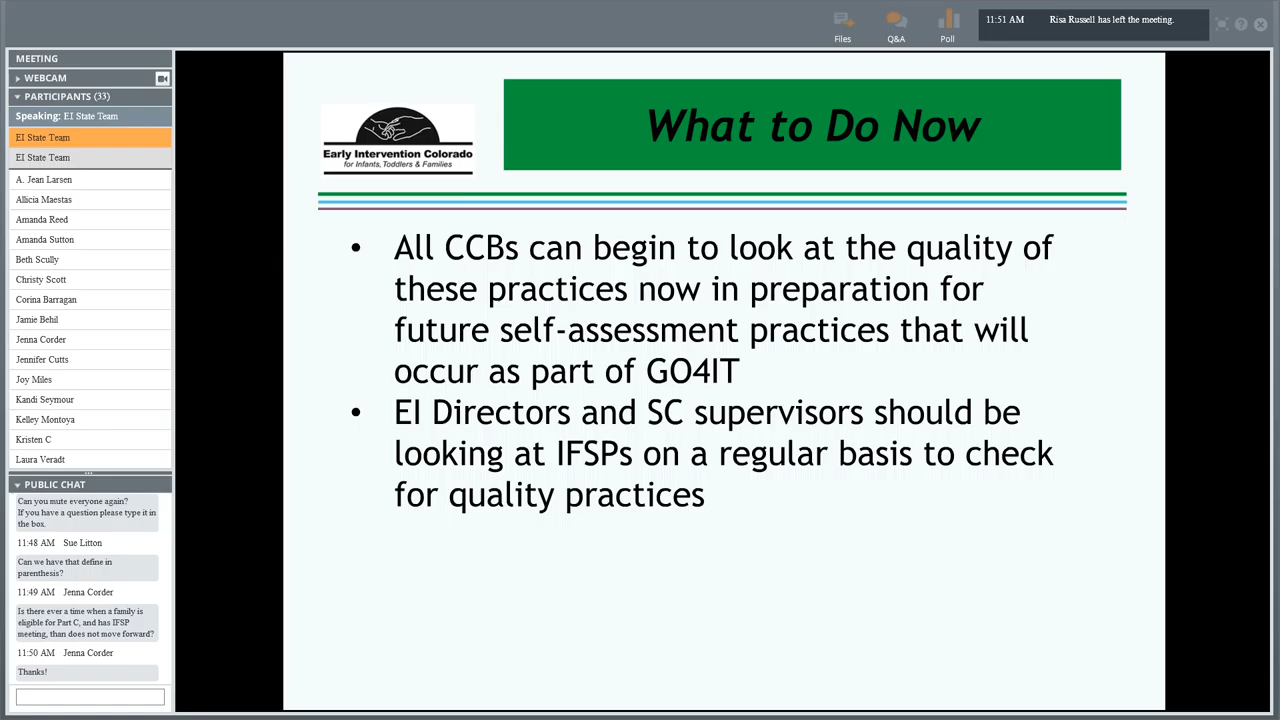 Files
Q&A
Poll
11:51 AM Risa Russell has left the meeting.
MEETING
WEBCAM
PARTICIPANTS (33)
Speaking: EI State Team
EI State Team
EI State Team
A. Jean Larsen
Allicia Maestas
Amanda Reed
Amanda Sutton
Beth Scully
Christy Scott
Corina Barragan
Jamie Behil
Jenna Corder
Jennifer Cutts
Joy Miles
Kandi Seymour
Kelley Montoya
Kristen C
Laura Veradt
PUBLIC CHAT
Can you mute everyone again?
If you have a question please type it in
the box.
11:48 AM Sue Litton
Can we have that define in
parenthesis?
11:49 AM Jenna Corder
Is there ever a time when a family is
eligible for Part C, and has IFSP
meeting, than does not move forward?
11:50 AM Jenna Corder
Thanks!
Early Intervention Colorado
for Infants, Toddlers & Families
What to Do Now
• All CCBs can begin to look at the quality of
these practices now in preparation for
future self-assessment practices that will
occur as part of GO4IT
• EI Directors and SC supervisors should be
looking at IFSPs on a regular basis to check
for quality practices